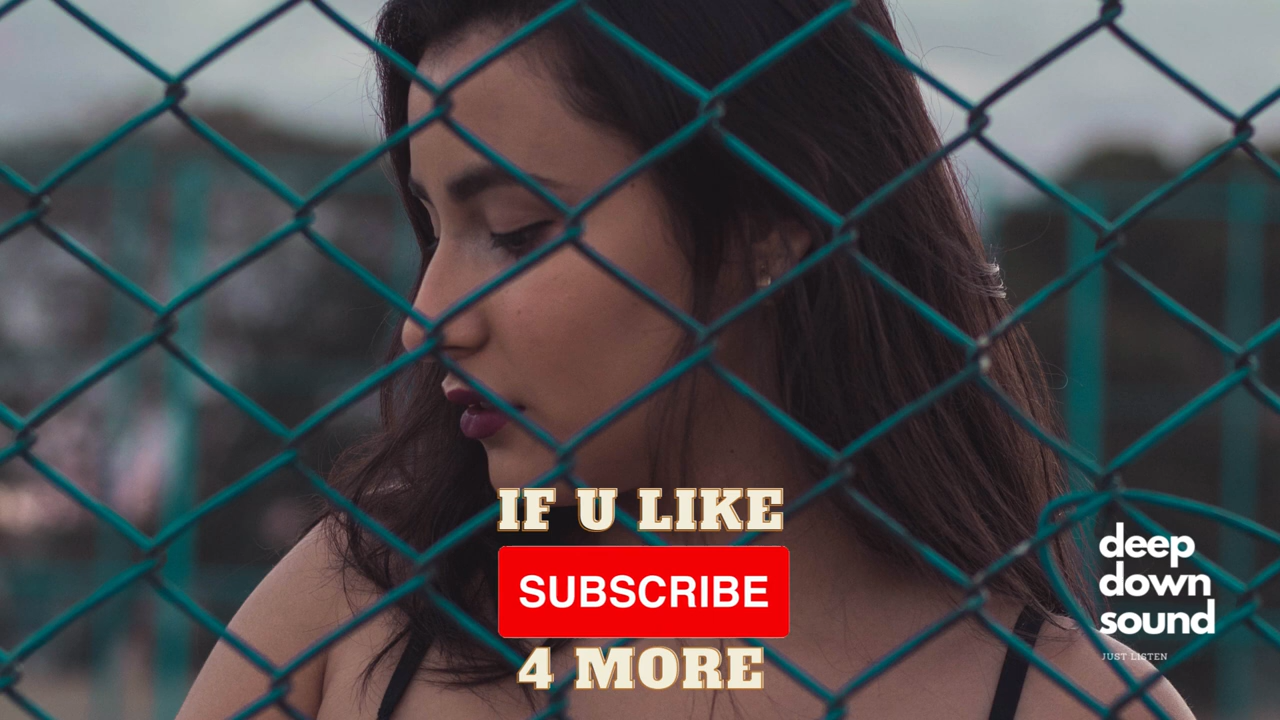 IF U LIKE
SUBSCRIBE
4 MORE
deep
down
sound
JUST LISTEN